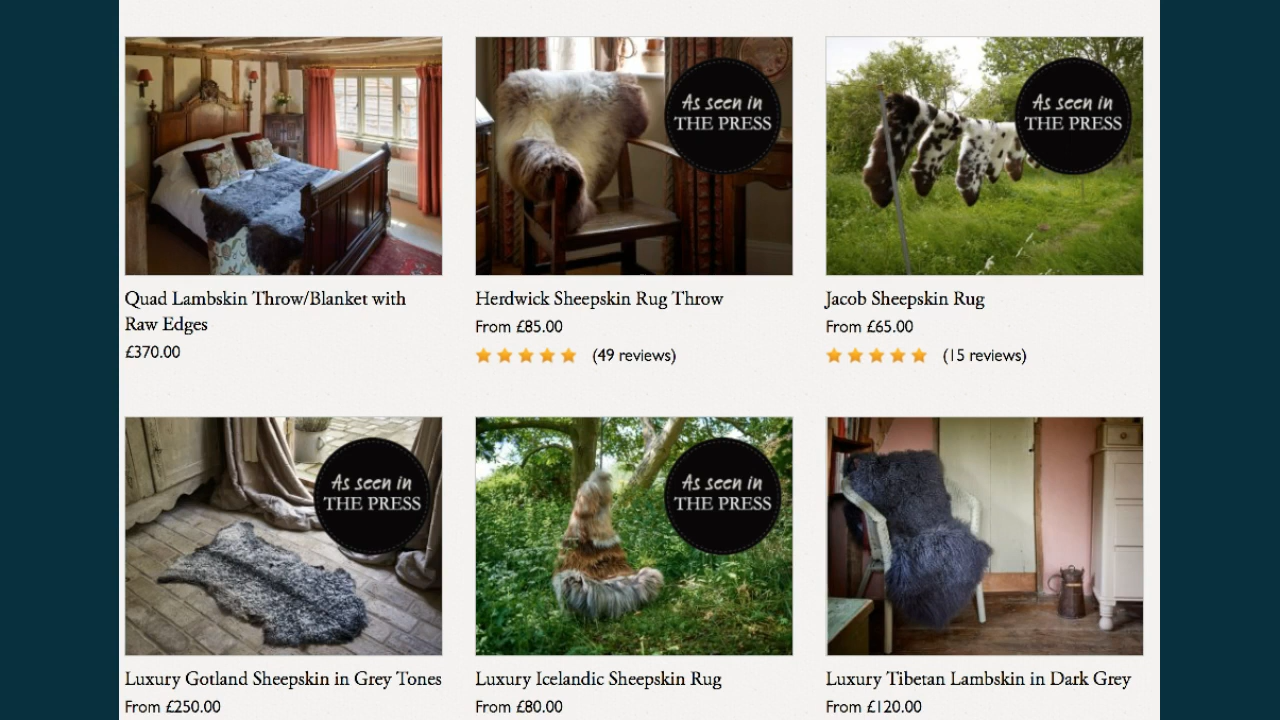 As seen in
THE PRESS
As seen in
THE PRESS
Quad Lambskin Throw/Blanket with
Raw Edges
£370.00
Herdwick Sheepskin Rug Throw
From £85.00
(49 reviews)
Jacob Sheepskin Rug
From £65.00
(15 reviews)
As seen in
THE PRESS
As seen in
THE PRESS
Luxury Gotland Sheepskin in Grey Tones
From £250.00
Luxury Icelandic Sheepskin Rug
From £80.00
Luxury Tibetan Lambskin in Dark Grey
From £120.00